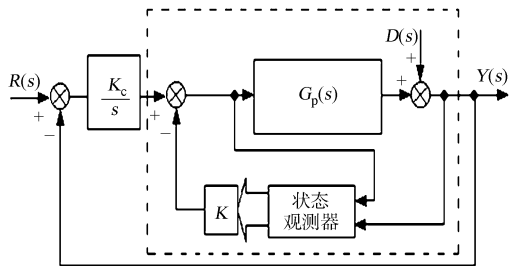 D(s)
+
R(s)
+
−
K_c
s
+
−
G_p(s)
+
Y(s)
K
状态
观测器